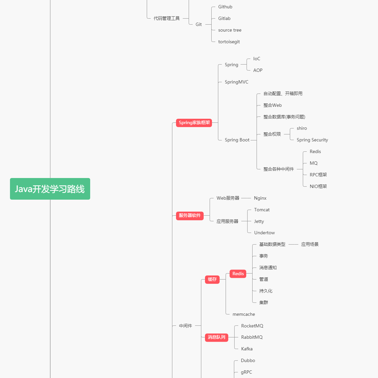 Github
Gitlab
代码管理工具
Git
source tree
tortoisegit
IoC
Spring
AOP
SpringMVC
Spring家族框架
自动配置，开箱即用
整合Web
整合数据库(事务问题)
shiro
整合权限
Spring Security
Spring Boot
Redis
MQ
整合各种中间件
RPC框架
NIO框架
Java开发学习路线
Web服务器
Nginx
服务器软件
Tomcat
应用服务器
Jetty
Undertow
基础数据类型
应用场景
事务
消息通知
缓存
Redis
管道
持久化
集群
memcache
中间件
RocketMQ
消息队列
RabbitMQ
Kafka
Dubbo
gRPC